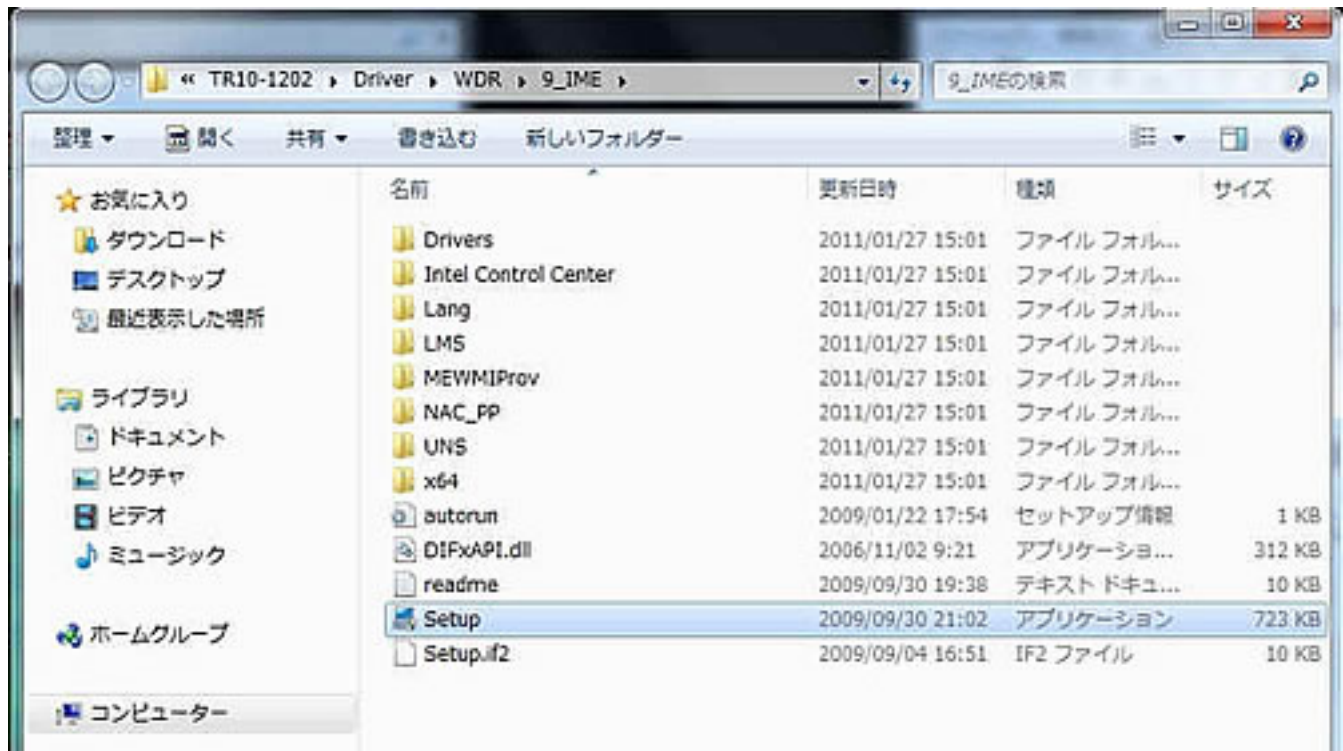 « TR10-1202 ▸ Driver ▸ WDR ▸ 9_IME ▸
9_IMEの検索
整理 ▾ 開く 共有 ▾ 書き込む 新しいフォルダー
お気に入り
ダウンロード
デスクトップ
最近表示した場所
ライブラリ
ドキュメント
ピクチャ
ビデオ
ミュージック
ホームグループ
コンピューター
名前 更新日時 種類 サイズ
Drivers 2011/01/27 15:01 ファイル フォル...
Intel Control Center 2011/01/27 15:01 ファイル フォル...
Lang 2011/01/27 15:01 ファイル フォル...
LMS 2011/01/27 15:01 ファイル フォル...
MEWMIProv 2011/01/27 15:01 ファイル フォル...
NAC_PP 2011/01/27 15:01 ファイル フォル...
UNS 2011/01/27 15:01 ファイル フォル...
x64 2011/01/27 15:01 ファイル フォル...
autorun 2009/01/22 17:54 セットアップ情報 1 KB
DIFxAPI.dll 2006/11/02 9:21 アプリケーショ... 312 KB
readme 2009/09/30 19:38 テキスト ドキュ... 10 KB
Setup 2009/09/30 21:02 アプリケーション 723 KB
Setup.if2 2009/09/04 16:51 IF2 ファイル 10 KB